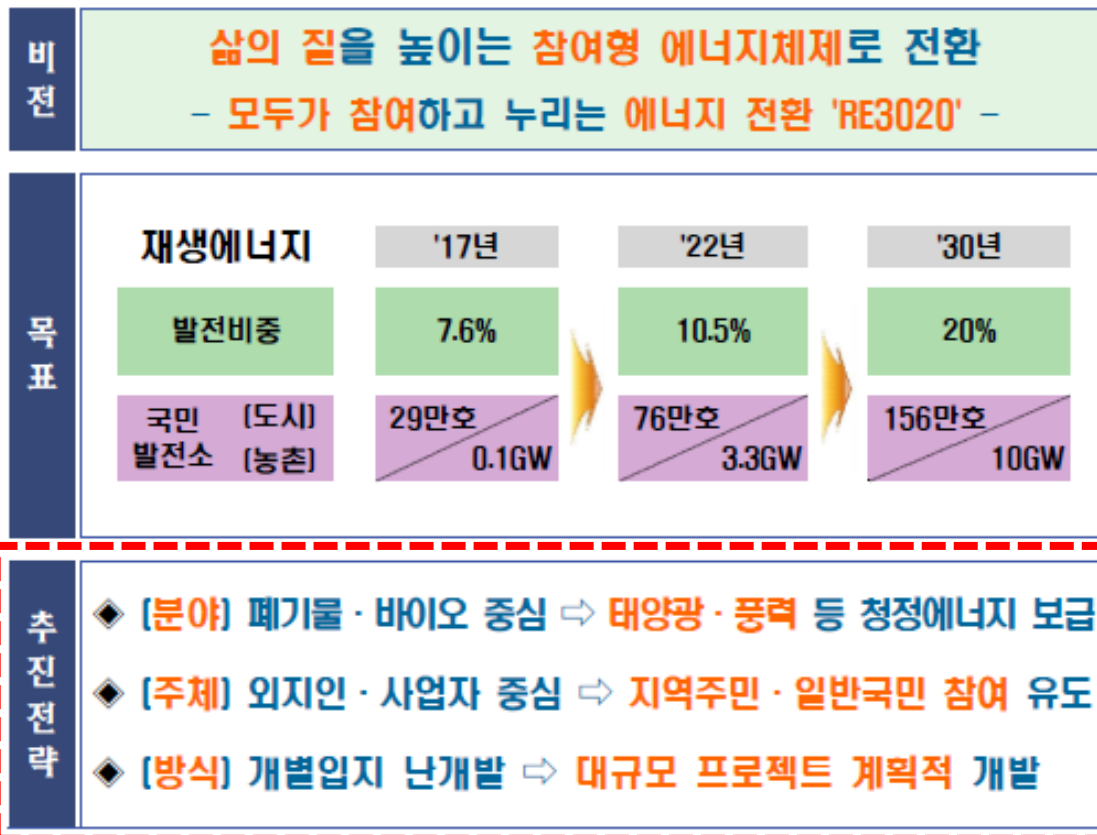 비전
삶의 질을 높이는 참여형 에너지체제로 전환
- 모두가 참여하고 누리는 에너지 전환 'RE3020' -
목표
재생에너지 '17년 '22년 '30년
발전비중 7.6% 10.5% 20%
국민 (도시) 29만호 76만호 156만호
발전소 (농촌) 0.1GW 3.3GW 10GW
추진전략
◈ (분야) 폐기물·바이오 중심 ⇨ 태양광·풍력 등 청정에너지 보급
◈ (주체) 외지인·사업자 중심 ⇨ 지역주민·일반국민 참여 유도
◈ (방식) 개별입지 난개발 ⇨ 대규모 프로젝트 계획적 개발